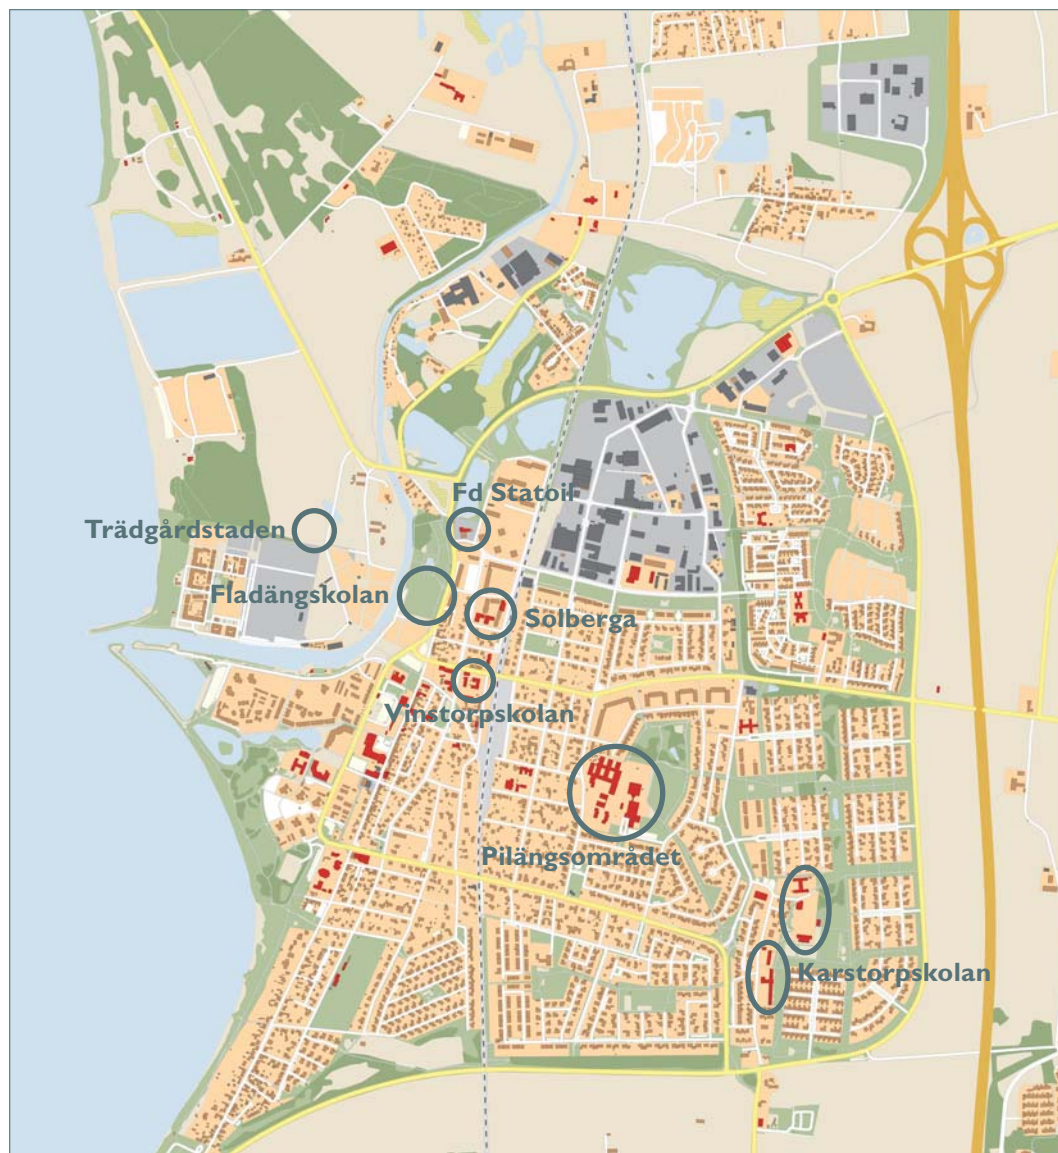 Fd Statoil
Trädgårdstaden
Fladängskolan
Solberga
Vinstorpskolan
Pilängsområdet
Karstorpskolan